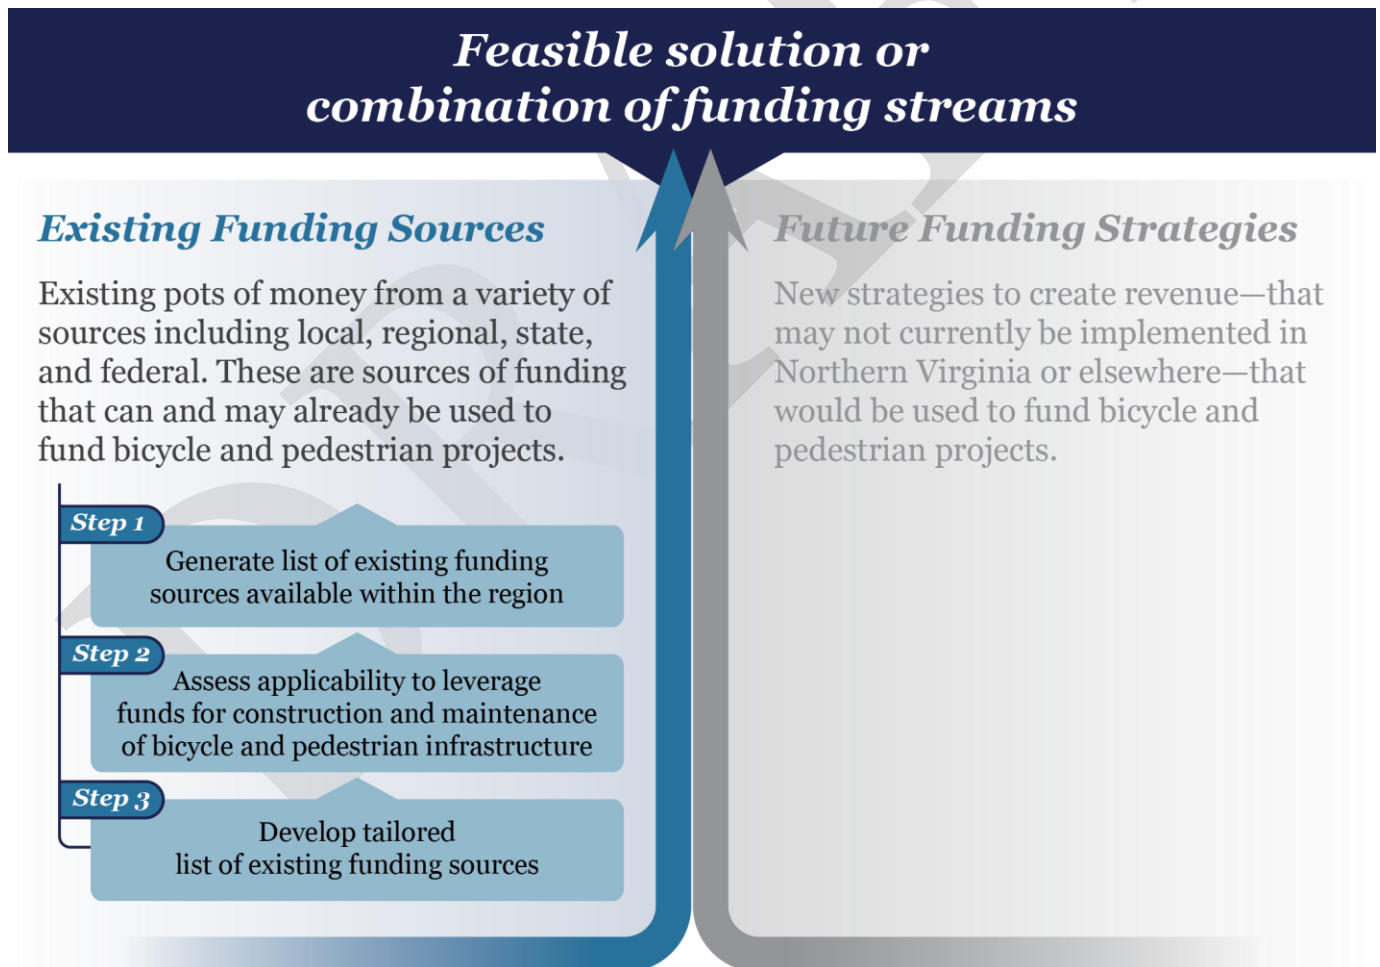 Feasible solution or
combination of funding streams
Existing Funding Sources
Existing pots of money from a variety of
sources including local, regional, state,
and federal. These are sources of funding
that can and may already be used to
fund bicycle and pedestrian projects.
Step 1
Generate list of existing funding
sources available within the region
Step 2
Assess applicability to leverage
funds for construction and maintenance
of bicycle and pedestrian infrastructure
Step 3
Develop tailored
list of existing funding sources
Future Funding Strategies
New strategies to create revenue—that
may not currently be implemented in
Northern Virginia or elsewhere—that
would be used to fund bicycle and
pedestrian projects.